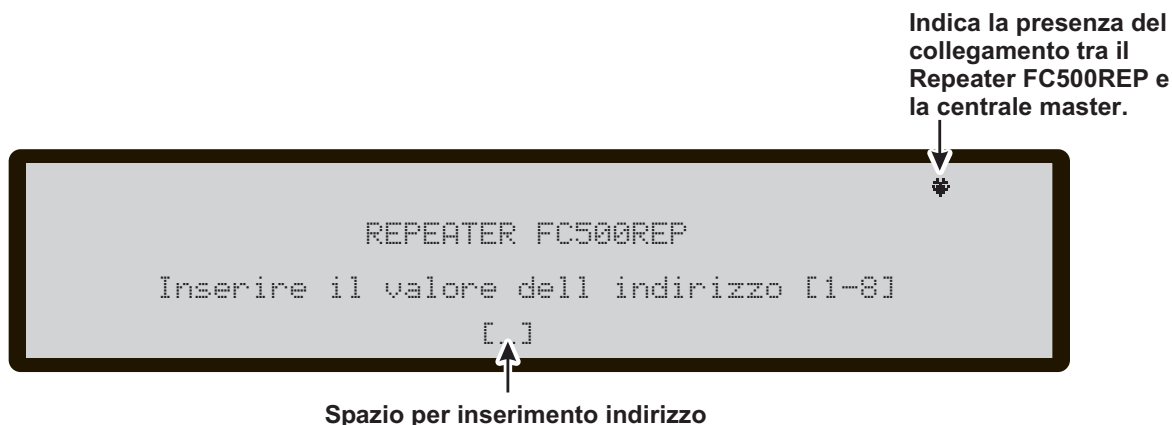 Indica la presenza del
collegamento tra il
Repeater FC500REP e
la centrale master.
REPEATER FC500REP
Inserire il valore dell indirizzo [1-8]
[_]
Spazio per inserimento indirizzo